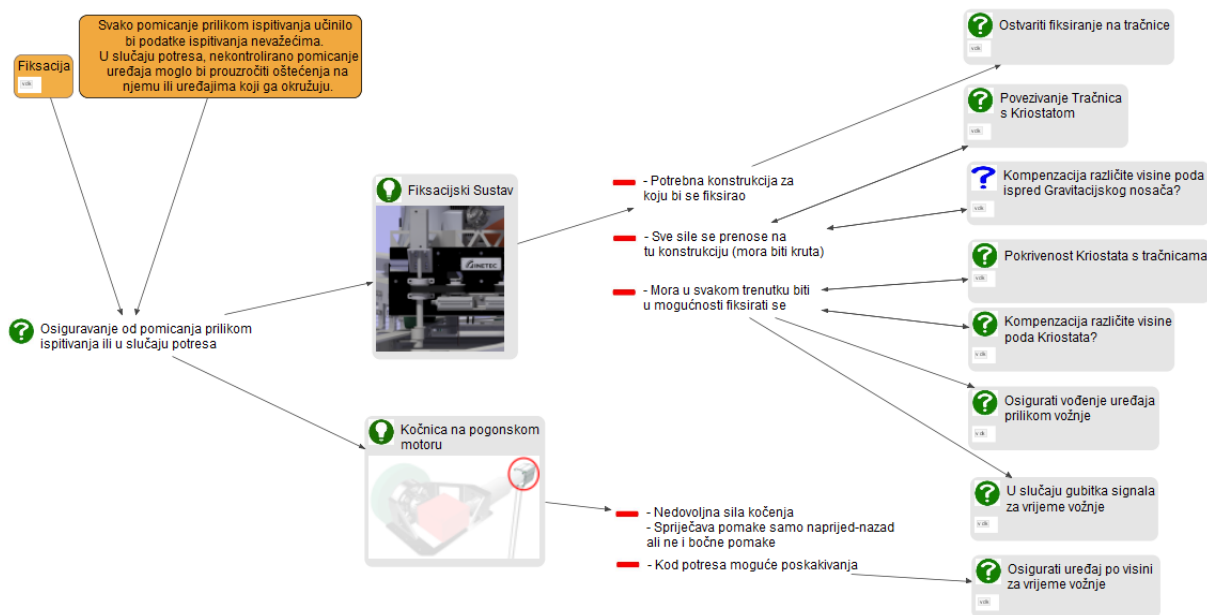 Fiksacija
Svako pomicanje prilikom ispitivanja učinilo
bi podatke ispitivanja nevažećima.
U slučaju potresa, nekontrolirano pomicanje
uređaja moglo bi prouzročiti oštećenja na
njemu ili uređajima koji ga okružuju.
Osiguravanje od pomicanja prilikom
ispitivanja ili u slučaju potresa
Fiksacijski Sustav
INETEC
Kočnica na pogonskom
motoru
- Potrebna konstrukcija za
koju bi se fiksirao
- Sve sile se prenose na
tu konstrukciju (mora biti kruta)
- Mora u svakom trenutku biti
u mogućnosti fiksirati se
- Nedovoljna sila kočenja
- Spriječava pomake samo naprijed-nazad
ali ne i bočne pomake
- Kod potresa moguće poskakivanja
Ostvariti fiksiranje na tračnice
Povezivanje Tračnica
s Kriostatom
Kompenzacija različite visine poda
ispred Gravitacijskog nosača?
Pokrivenost Kriostata s tračnicama
Kompenzacija različite visine
poda Kriostata?
Osigurati vođenje uređaja
prilikom vožnje
U slučaju gubitka signala
za vrijeme vožnje
Osigurati uređaj po visini
za vrijeme vožnje